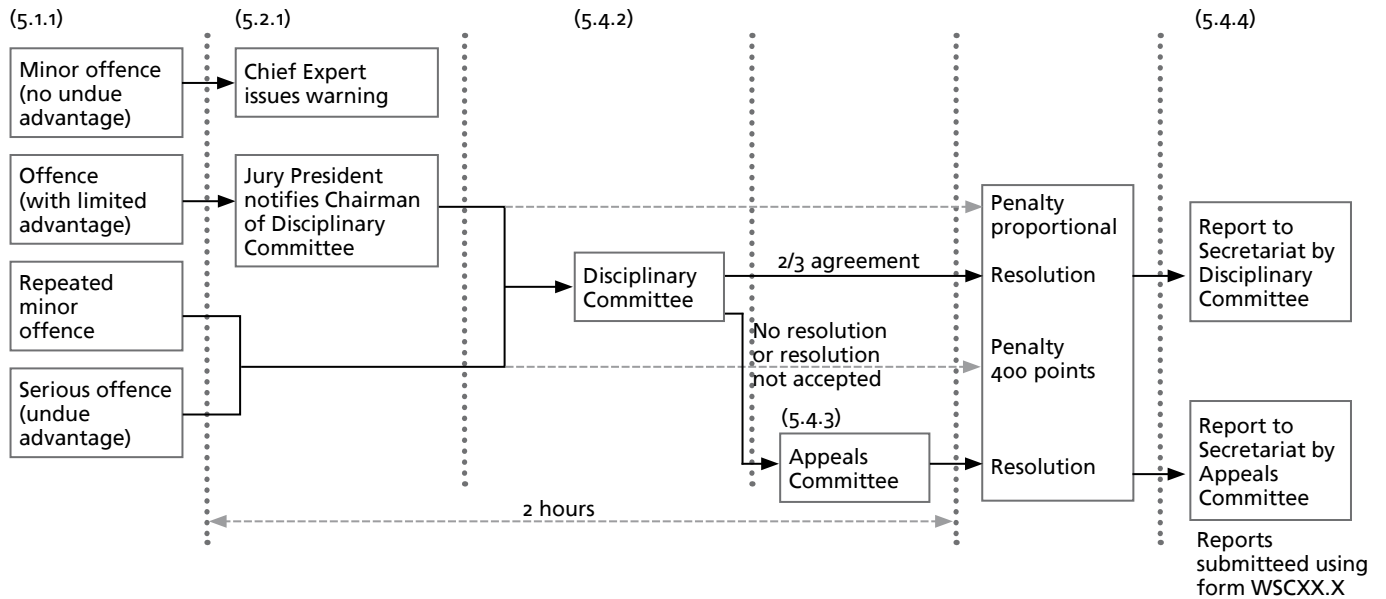 (5.1.1)
(5.2.1)
(5.4.2)
(5.4.4)
Minor offence
(no undue
advantage)
Chief Expert
issues warning
Offence
(with limited
advantage)
Jury President
notifies Chairman
of Disciplinary
Committee
Repeated
minor
offence
Serious offence
(undue
advantage)
Disciplinary
Committee
2/3 agreement
No resolution
or resolution
not accepted
(5.4.3)
Appeals
Committee
2 hours
Penalty
proportional
Resolution
Penalty
400 points
Resolution
Report to
Secretariat by
Disciplinary
Committee
Report to
Secretariat by
Appeals
Committee
Reports
submitteed using
form WSCXX.X